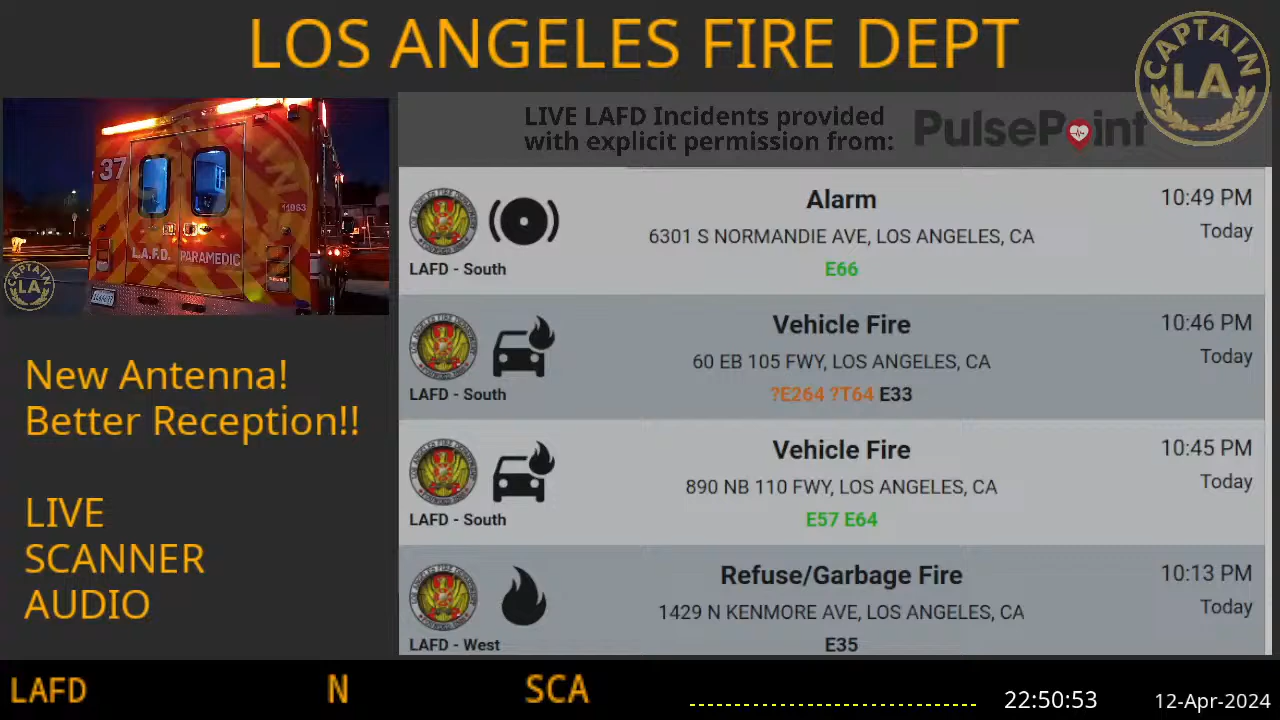 LOS ANGELES FIRE DEPT
CAPTAIN
LA
LIVE LAFD Incidents provided
with explicit permission from:
PulsePoint
37
11963
L.A.F.D. PARAMEDIC
CAPTAIN
LA
Alarm
10:49 PM
6301 S NORMANDIE AVE, LOS ANGELES, CA
Today
LAFD - South
E66
Vehicle Fire
10:46 PM
60 EB 105 FWY, LOS ANGELES, CA
Today
LAFD - South
?E264 ?T64 E33
Vehicle Fire
10:45 PM
890 NB 110 FWY, LOS ANGELES, CA
Today
LAFD - South
E57 E64
Refuse/Garbage Fire
10:13 PM
1429 N KENMORE AVE, LOS ANGELES, CA
Today
LAFD - West
E35
New Antenna!
Better Reception!!
LIVE
SCANNER
AUDIO
LAFD N SCA
22:50:53 12-Apr-2024